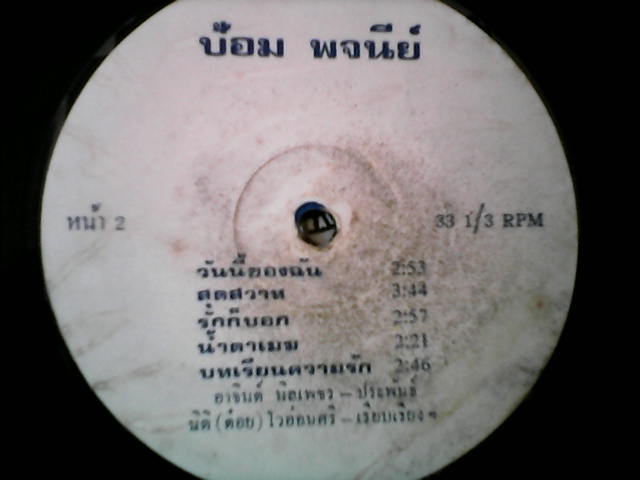 ป้อม พจนีย์
หน้า 2
33 1/3 RPM
วันนี้ของฉัน 2:53
สุดสวาท 3:44
รักก็บอก 2:57
น้ำตาเมฆ 2:21
บทเรียนความรัก 2:46
อาจินต์ นิลเพชร – ประพันธ์
นิติ (ต๋อย) ไวอ่อนศรี – เรียบเรียง ฯ